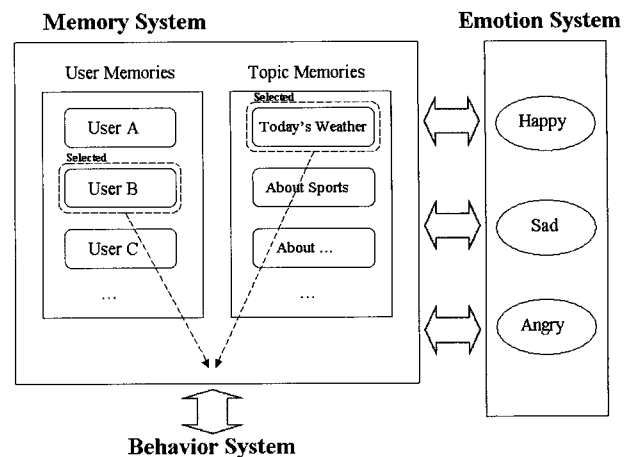 Memory System
Emotion System
User Memories
Topic Memories
Selected
User A
Today's Weather
Happy
Selected
User B
About Sports
User C
About ...
Sad
...
...
Angry
Behavior System